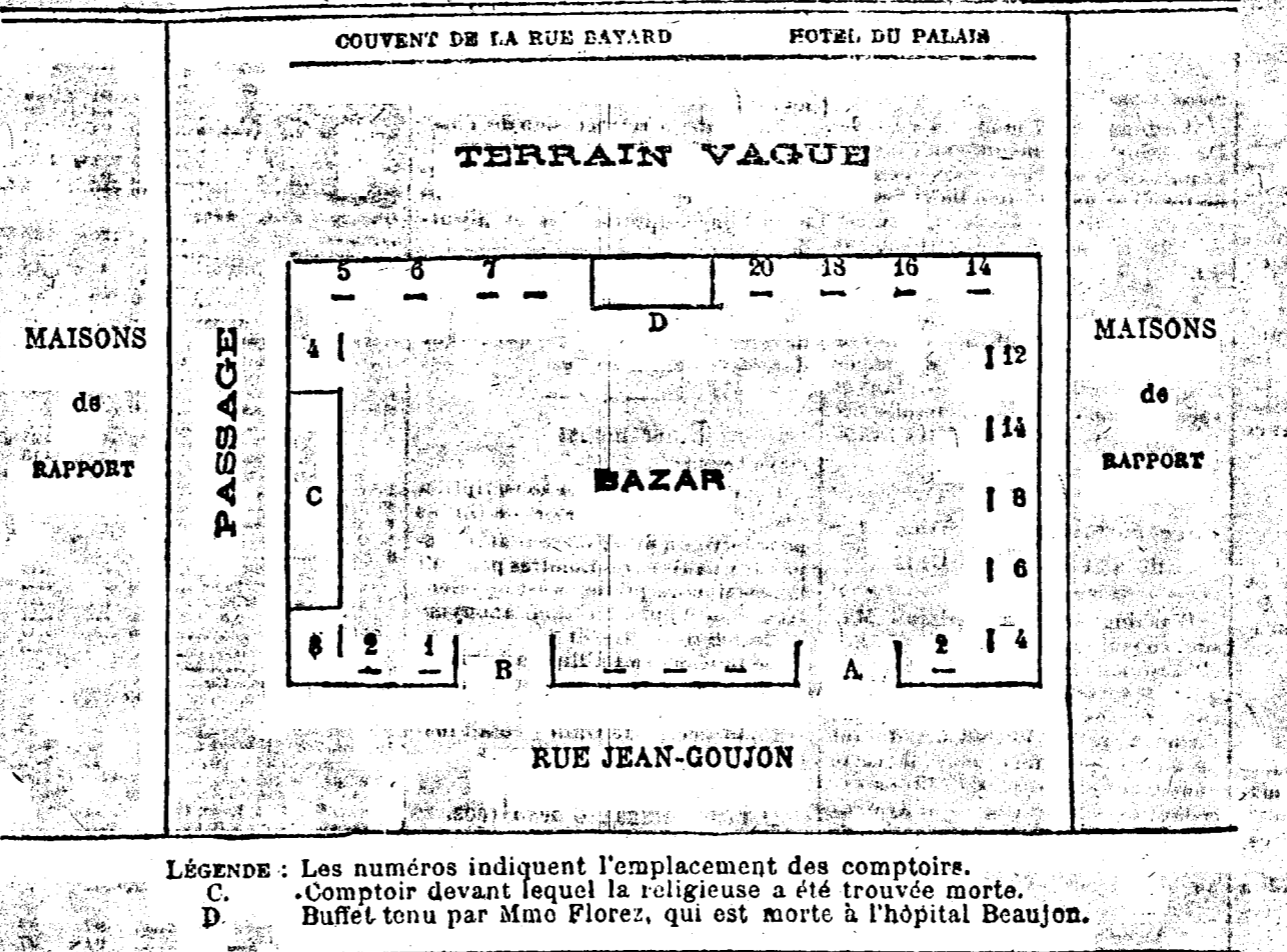 COUVENT DE LA RUE BAYARD HOTEL DU PALAIS
TERRAIN VAGUE
5 6 7 20 18 16 14
D
MAISONS
de
RAPPORT
PASSAGE
4
C
3 2 1
B
BAZAR
A
2
12
14
8
6
4
MAISONS
de
RAPPORT
RUE JEAN-GOUJON
LÉGENDE : Les numéros indiquent l'emplacement des comptoirs.
C. Comptoir devant lequel la religieuse a été trouvée morte.
D. Buffet tenu par Mme Florez, qui est morte à l'hôpital Beaujon.